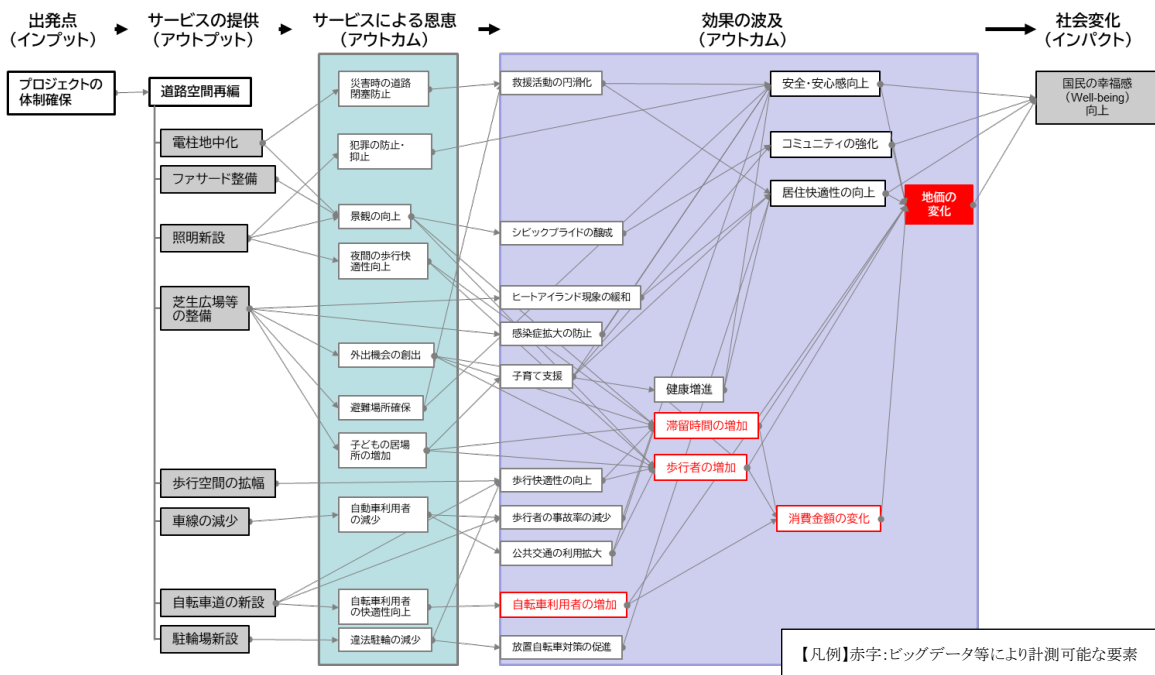 出発点
(インプット)
サービスの提供
(アウトプット)
サービスによる恩恵
(アウトカム)
効果の波及
(アウトカム)
社会変化
(インパクト)
プロジェクトの
体制確保
道路空間再編
電柱地中化
ファサード整備
照明新設
芝生広場等
の整備
歩行空間の拡幅
車線の減少
自転車道の新設
駐輪場新設
災害時の道路
閉塞防止
犯罪の防止・
抑止
景観の向上
夜間の歩行快
適性向上
外出機会の創出
避難場所確保
子どもの居場
所の増加
自動車利用者
の減少
自転車利用者
の快適性向上
違法駐輪の減少
救援活動の円滑化
シビックプライドの醸成
ヒートアイランド現象の緩和
感染症拡大の防止
子育て支援
歩行快適性の向上
歩行者の事故率の減少
公共交通の利用拡大
自転車利用者の増加
放置自転車対策の促進
健康増進
滞留時間の増加
歩行者の増加
安全・安心感向上
コミュニティの強化
居住快適性の向上
消費金額の変化
地価の
変化
国民の幸福感
(Well-being)
向上
【凡例】赤字:ビッグデータ等により計測可能な要素